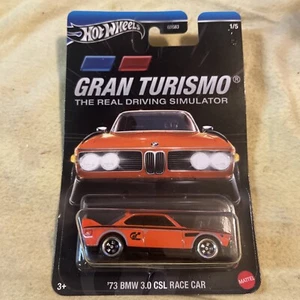 Hot Wheels
1/5
GRAN TURISMO®
THE REAL DRIVING SIMULATOR
3+
'73 BMW 3.0 CSL RACE CAR
MATTEL